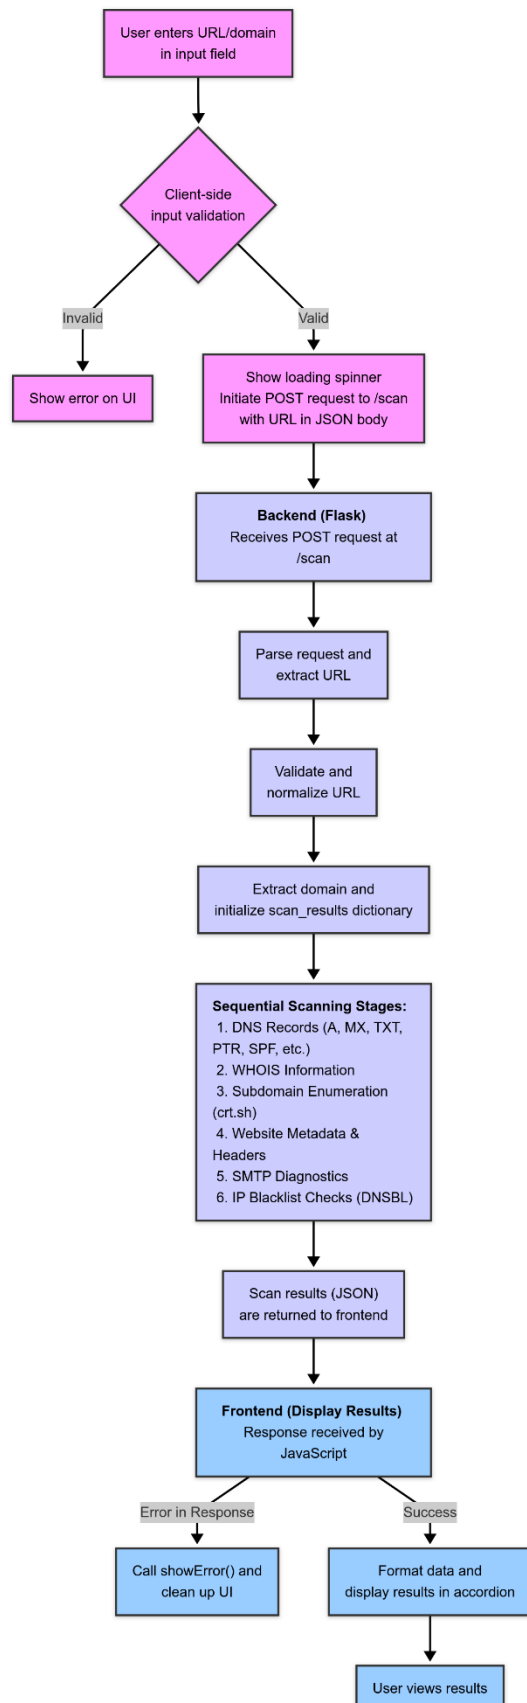 User enters URL/domain
in input field
Client-side
input validation
Invalid
Valid
Show error on UI
Show loading spinner
Initiate POST request to /scan
with URL in JSON body
Backend (Flask)
Receives POST request at
/scan
Parse request and
extract URL
Validate and
normalize URL
Extract domain and
initialize scan_results dictionary
Sequential Scanning Stages:
1. DNS Records (A, MX, TXT,
PTR, SPF, etc.)
2. WHOIS Information
3. Subdomain Enumeration
(crt.sh)
4. Website Metadata &
Headers
5. SMTP Diagnostics
6. IP Blacklist Checks (DNSBL)
Scan results (JSON)
are returned to frontend
Frontend (Display Results)
Response received by
JavaScript
Error in Response
Success
Call showError() and
clean up UI
Format data and
display results in accordion
User views results